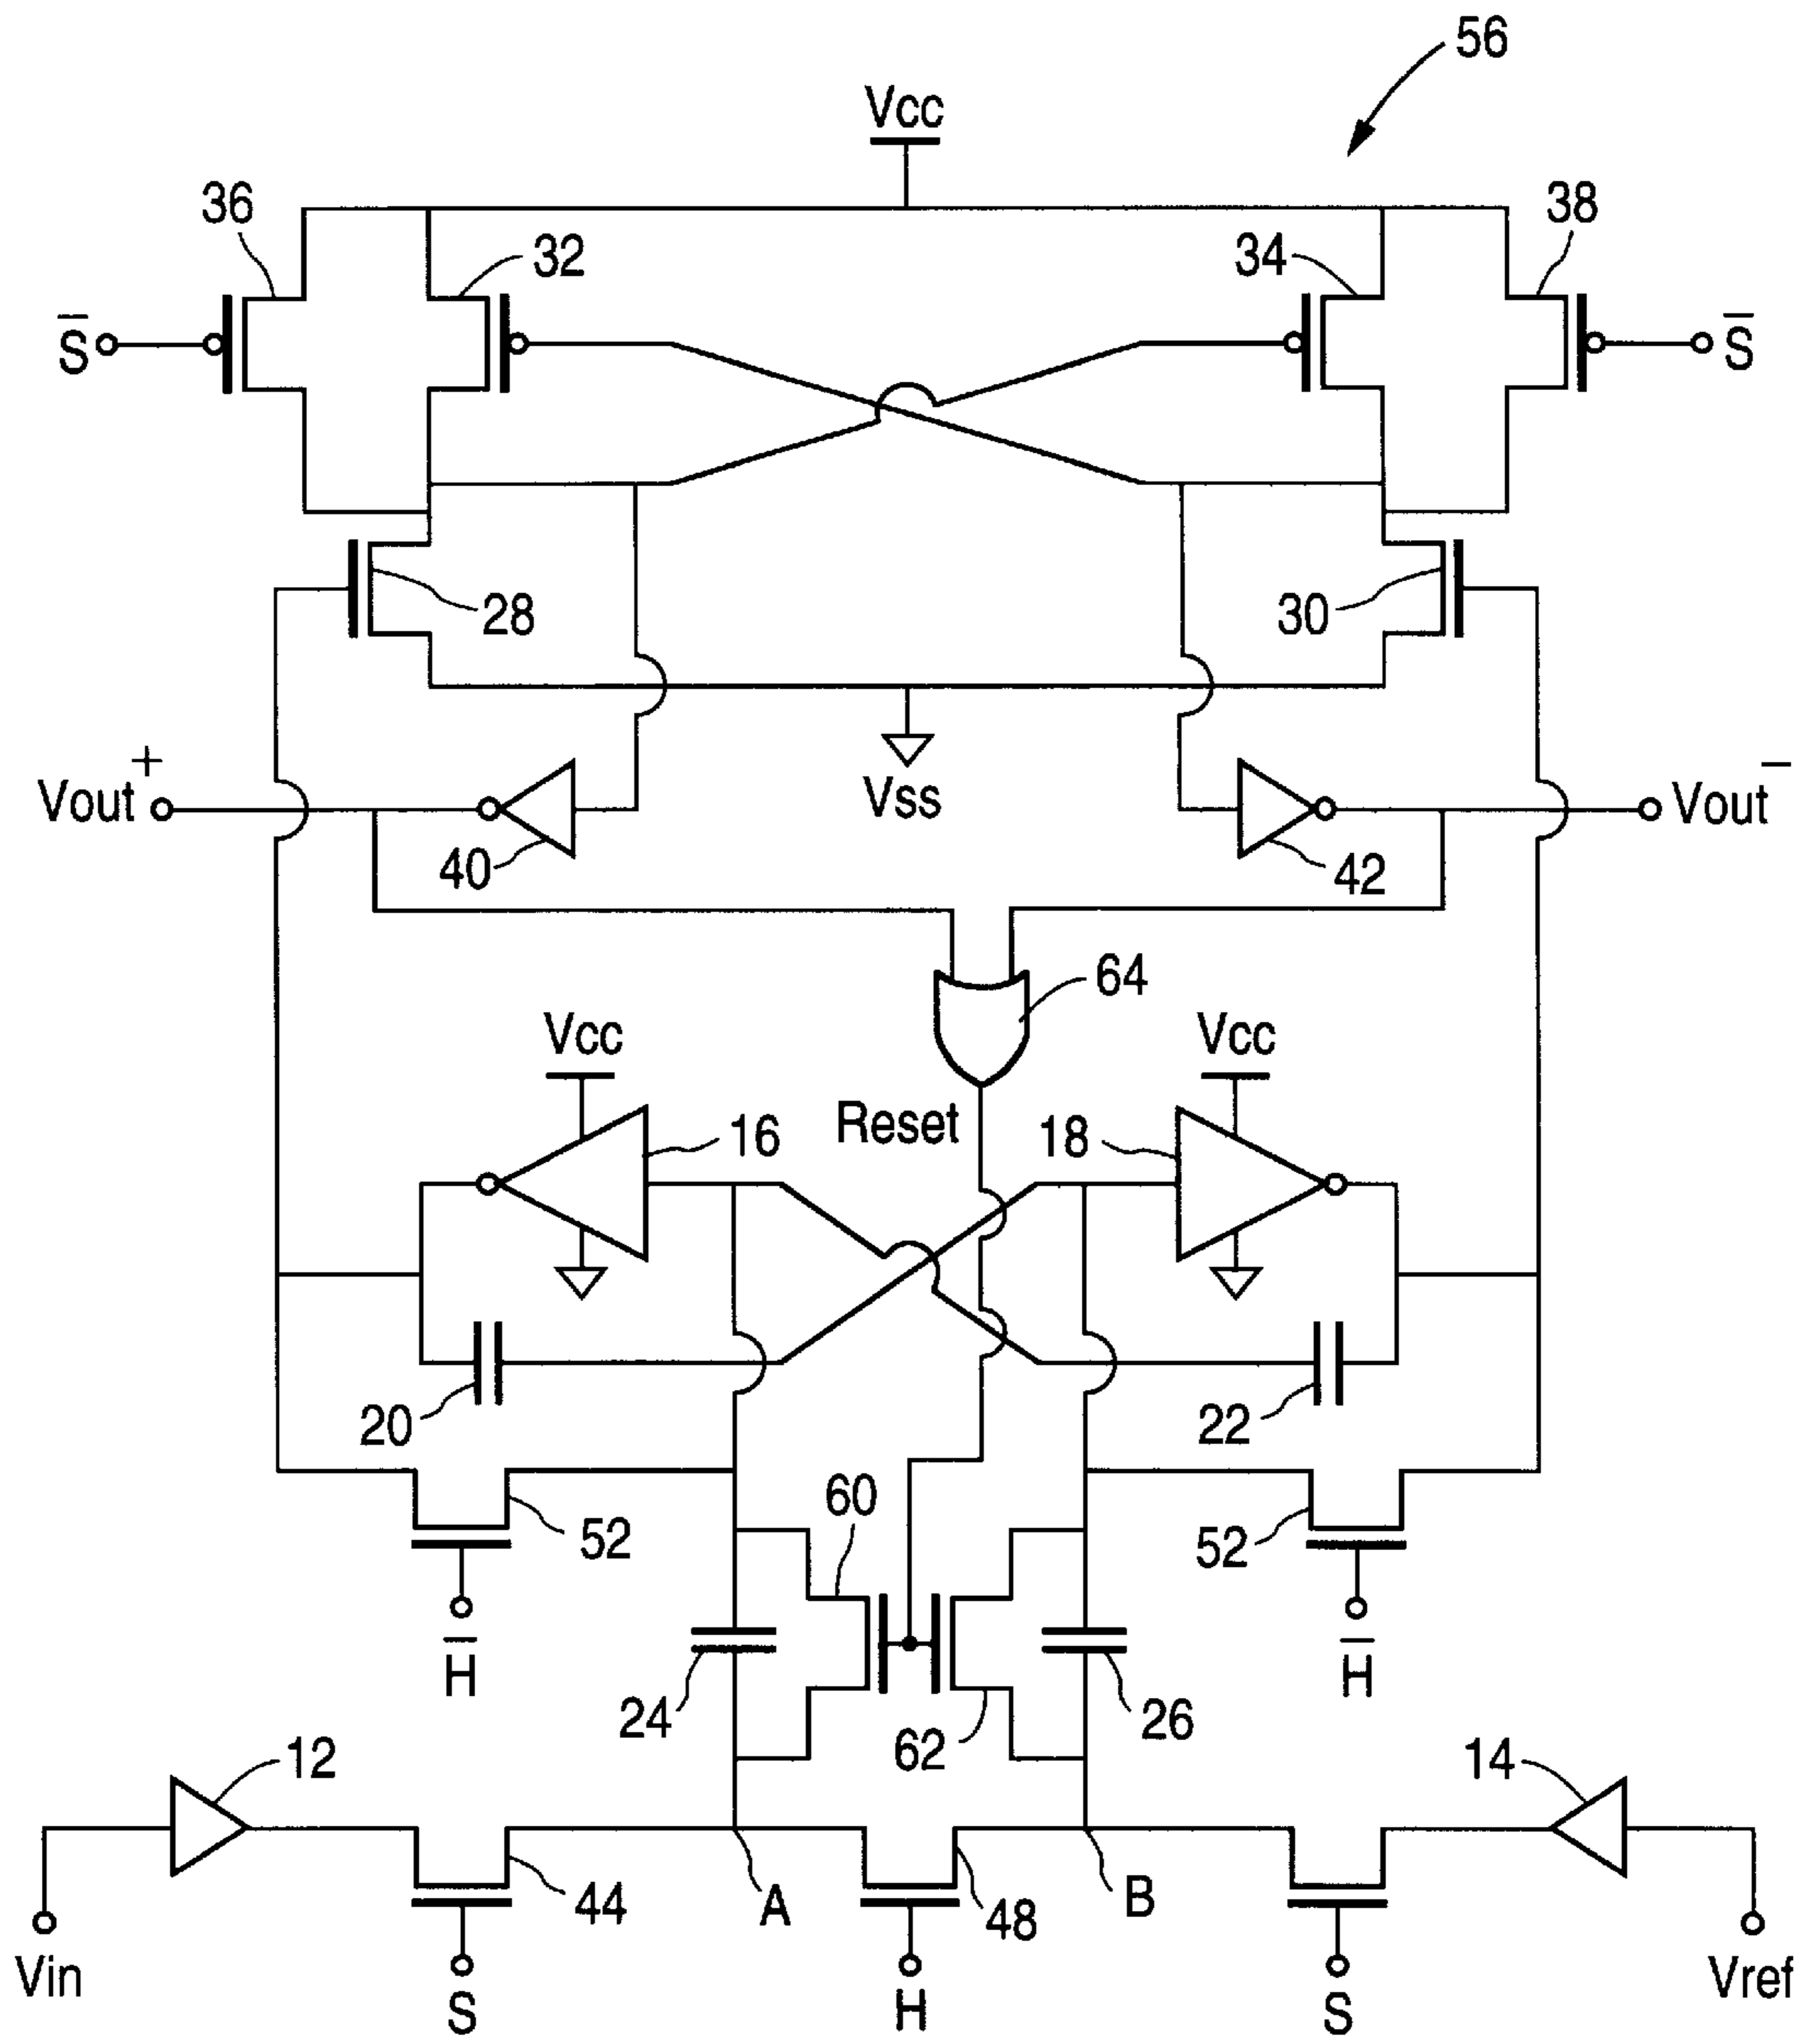 56
Vcc
36
32
34
38
S̅
S̅
28
30
Vout+
Vss
Vout−
40
42
64
Vcc
Vcc
Reset
16
18
20
22
60
52
52
H̅
H̅
24
62
26
12
14
44
A
48
B
Vin
S
H
S
Vref